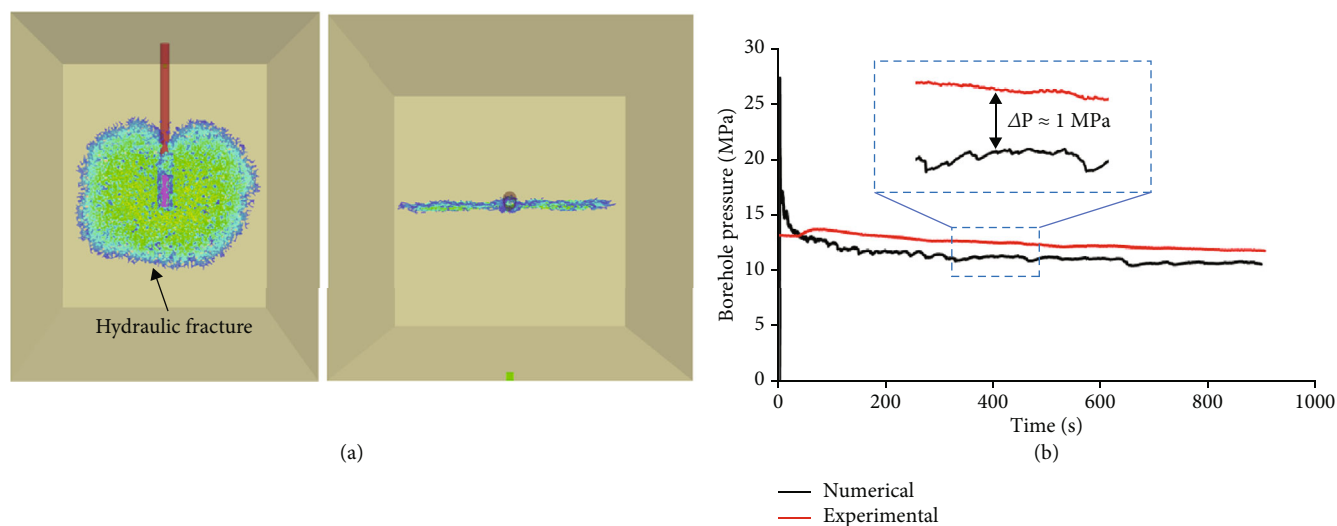 Hydraulic fracture
(a)
Borehole pressure (MPa)
30
25
20
15
10
5
0
ΔP ≈ 1 MPa
0 200 400 600 800 1000
Time (s)
(b)
Numerical
Experimental